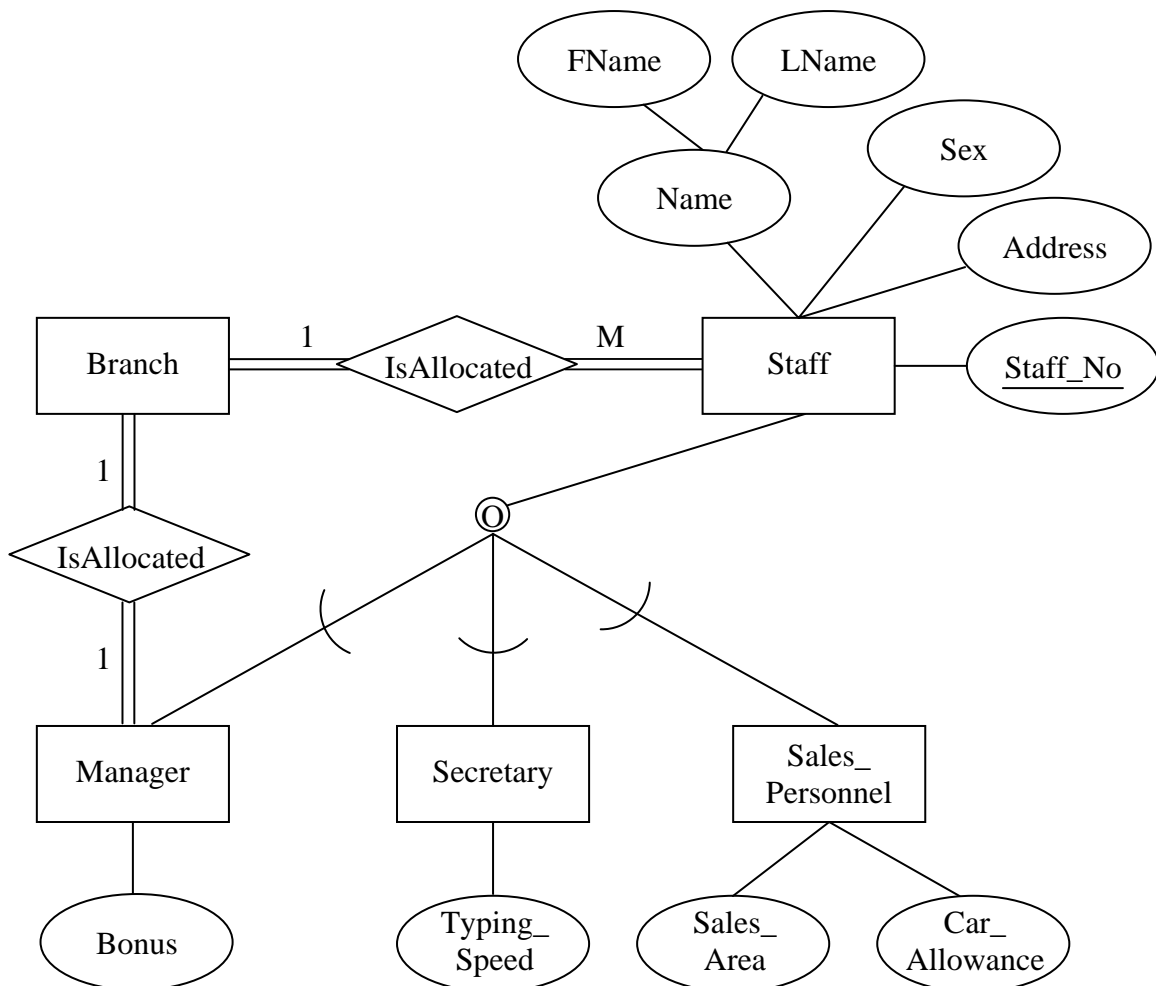 FName
LName
Sex
Name
Address
Branch
1
IsAllocated
M
Staff
Staff_No
1
O
IsAllocated
1
Manager
Secretary
Sales_
Personnel
Bonus
Typing_
Speed
Sales_
Area
Car_
Allowance